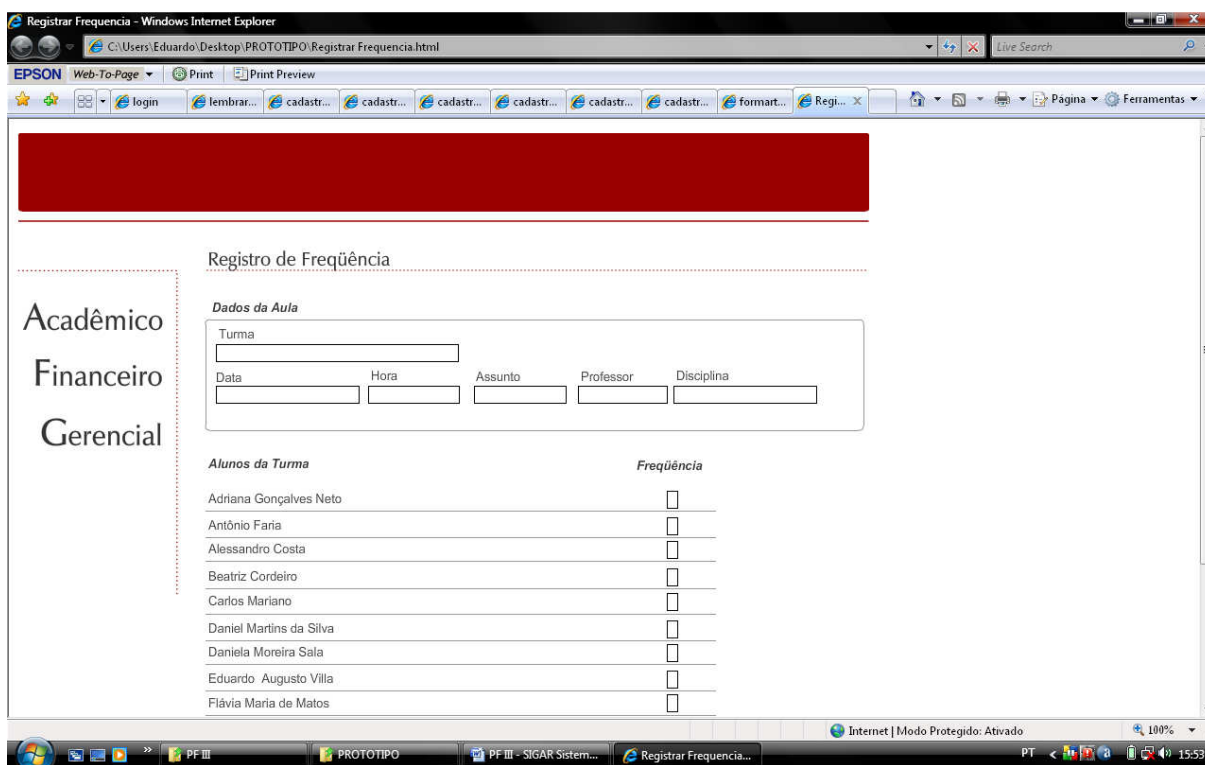 Registrar Frequencia - Windows Internet Explorer
C:\Users\Eduardo\Desktop\PROTOTIPO\Registrar Frequencia.html
Live Search
EPSON Web-To-Page Print Print Preview
login lembrar... cadastr... cadastr... cadastr... cadastr... cadastr... cadastr... formart... Regi... X Página Ferramentas
Registro de Freqüência
Acadêmico
Financeiro
Gerencial
Dados da Aula
Turma
Data Hora Assunto Professor Disciplina
Alunos da Turma Freqüência
Adriana Gonçalves Neto
Antônio Faria
Alessandro Costa
Beatriz Cordeiro
Carlos Mariano
Daniel Martins da Silva
Daniela Moreira Sala
Eduardo Augusto Villa
Flávia Maria de Matos
Internet | Modo Protegido: Ativado 100%
PF III PROTOTIPO PF III - SIGAR Sistem... Registrar Frequencia... PT 15:53